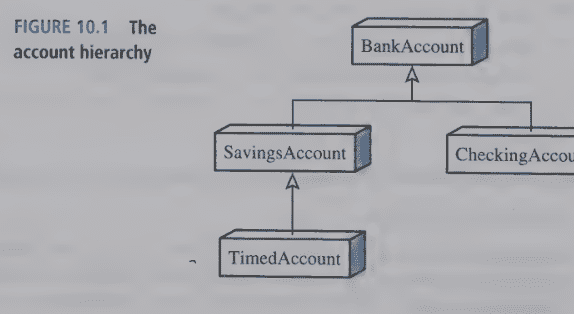 FIGURE 10.1 The
account hierarchy
BankAccount
SavingsAccount
CheckingAccou
TimedAccount